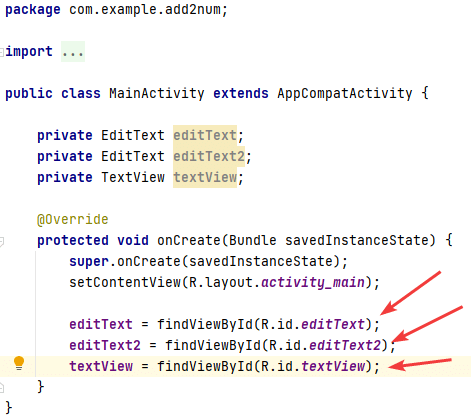 package com.example.add2num;
import ...
public class MainActivity extends AppCompatActivity {
private EditText editText;
private EditText editText2;
private TextView textView;
@Override
protected void onCreate(Bundle savedInstanceState) {
super.onCreate(savedInstanceState);
setContentView(R.layout.activity_main);
editText = findViewById(R.id.editText);
editText2 = findViewById(R.id.editText2);
textView = findViewById(R.id.textView);
}
}